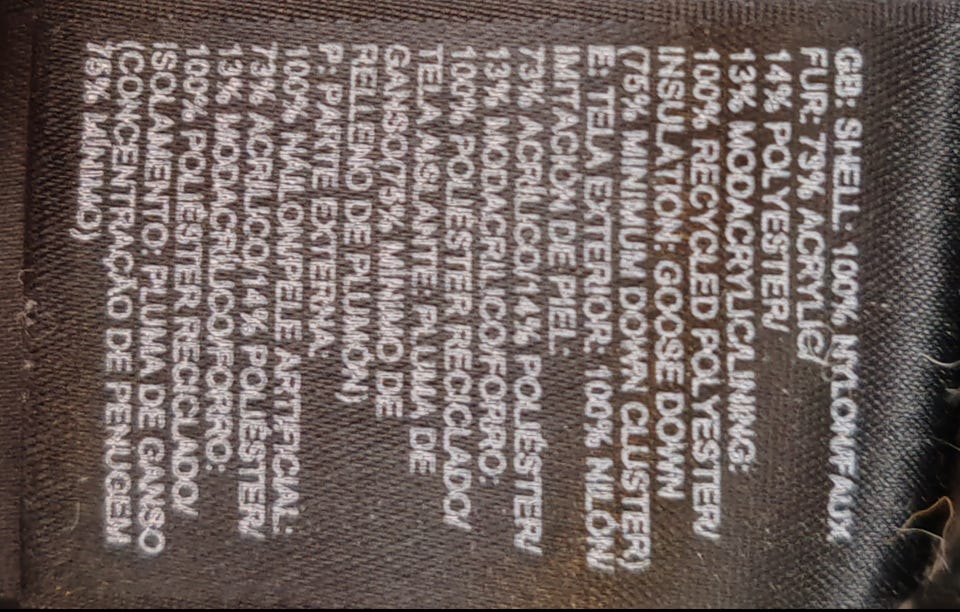 GB: SHELL: 100% NYLON/FAUX
FUR: 73% ACRYLIC/
14% POLYESTER/
13% MODACRYLIC/LINING:
100% RECYCLED POLYESTER/
INSULATION: GOOSE DOWN
(75% MINIMUM DOWN CLUSTER)
E: TELA EXTERIOR: 100% NILÓN/
IMITACIÓN DE PIEL:
73% ACRÍLICO/14% POLIÉSTER/
13% MODACRÍLICO/FORRO:
100% POLIÉSTER RECICLADO/
TELA AISLANTE: PLUMA DE
GANSO(75% MÍNIMO DE
RELLENO DE PLUMÓN)
P: PARTE EXTERNA:
100% NAILON/PELE ARTIFICIAL:
73% ACRÍLICO/14% POLIÉSTER/
13% MODACRÍLICO/FORRO:
100% POLIÉSTER RECICLADO/
ISOLAMENTO: PLUMA DE GANSO
(CONCENTRAÇÃO DE PENUGEM
75% MÍNIMO)